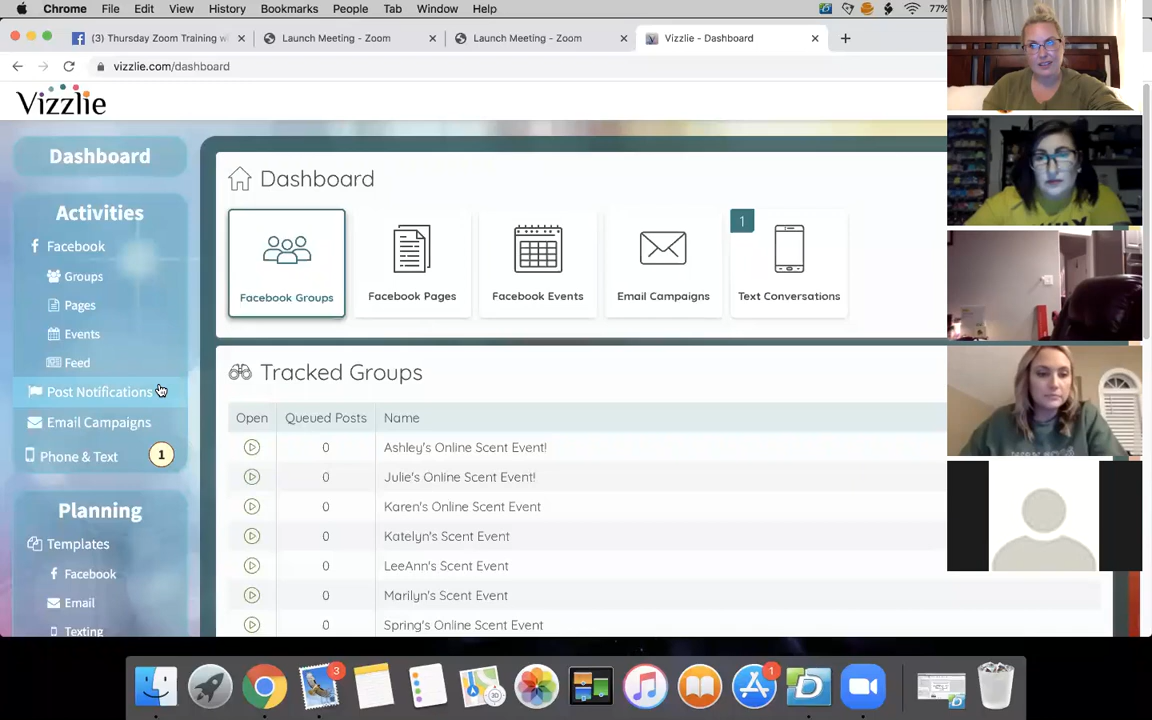 Chrome File Edit View History Bookmarks People Tab Window Help 77%
(3) Thursday Zoom Training w
Launch Meeting - Zoom
Launch Meeting - Zoom
Vizzlie - Dashboard
vizzlie.com/dashboard
Vizzlie
Dashboard
Activities
Facebook
Groups
Pages
Events
Feed
Post Notifications
Email Campaigns
Phone & Text 1
Planning
Templates
Facebook
Email
Texting
Dashboard
Facebook Groups
Facebook Pages
Facebook Events
Email Campaigns
1
Text Conversations
Tracked Groups
Open Queued Posts Name
0 Ashley's Online Scent Event!
0 Julie's Online Scent Event!
0 Karen's Online Scent Event
0 Katelyn's Scent Event
0 LeeAnn's Scent Event
0 Marilyn's Scent Event
0 Spring's Online Scent Event
3
1